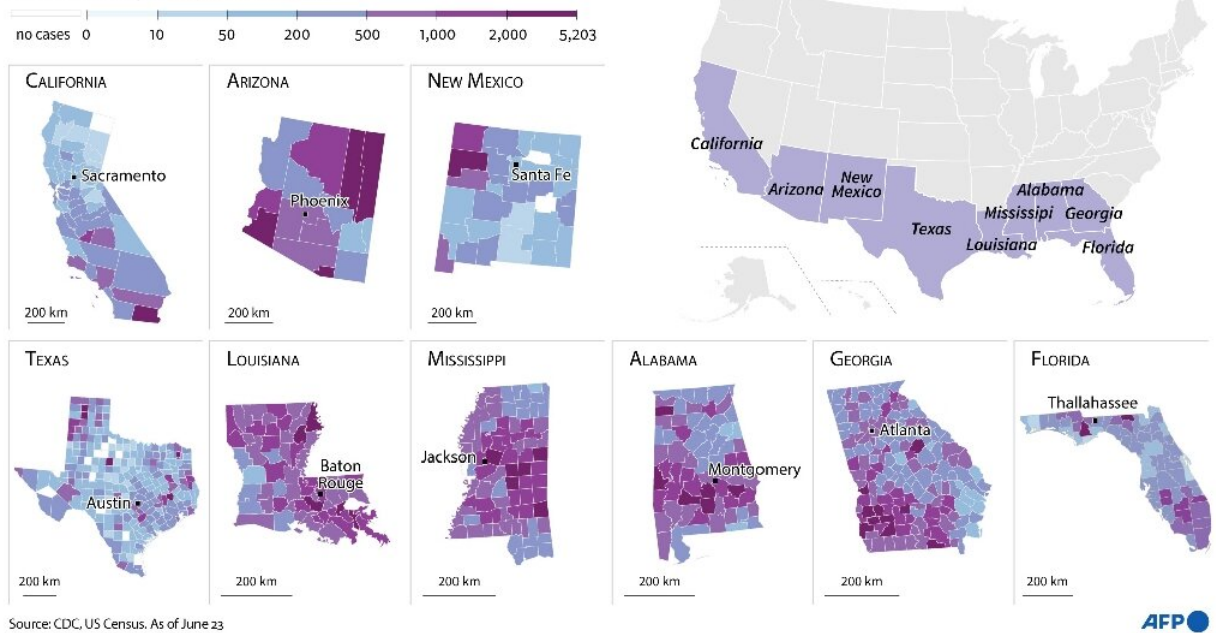 no cases 0 10 50 200 500 1,000 2,000 5,203
California
Arizona
New
Mexico
Texas
Alabama
Mississipi
Georgia
Louisiana
Florida
CALIFORNIA
Sacramento
200 km
ARIZONA
Phoenix
200 km
NEW MEXICO
Santa Fe
200 km
TEXAS
Austin
200 km
LOUISIANA
Baton
Rouge
200 km
MISSISSIPPI
Jackson
200 km
ALABAMA
Montgomery
200 km
GEORGIA
Atlanta
200 km
FLORIDA
Thallahassee
200 km
Source: CDC, US Census. As of June 23
AFP